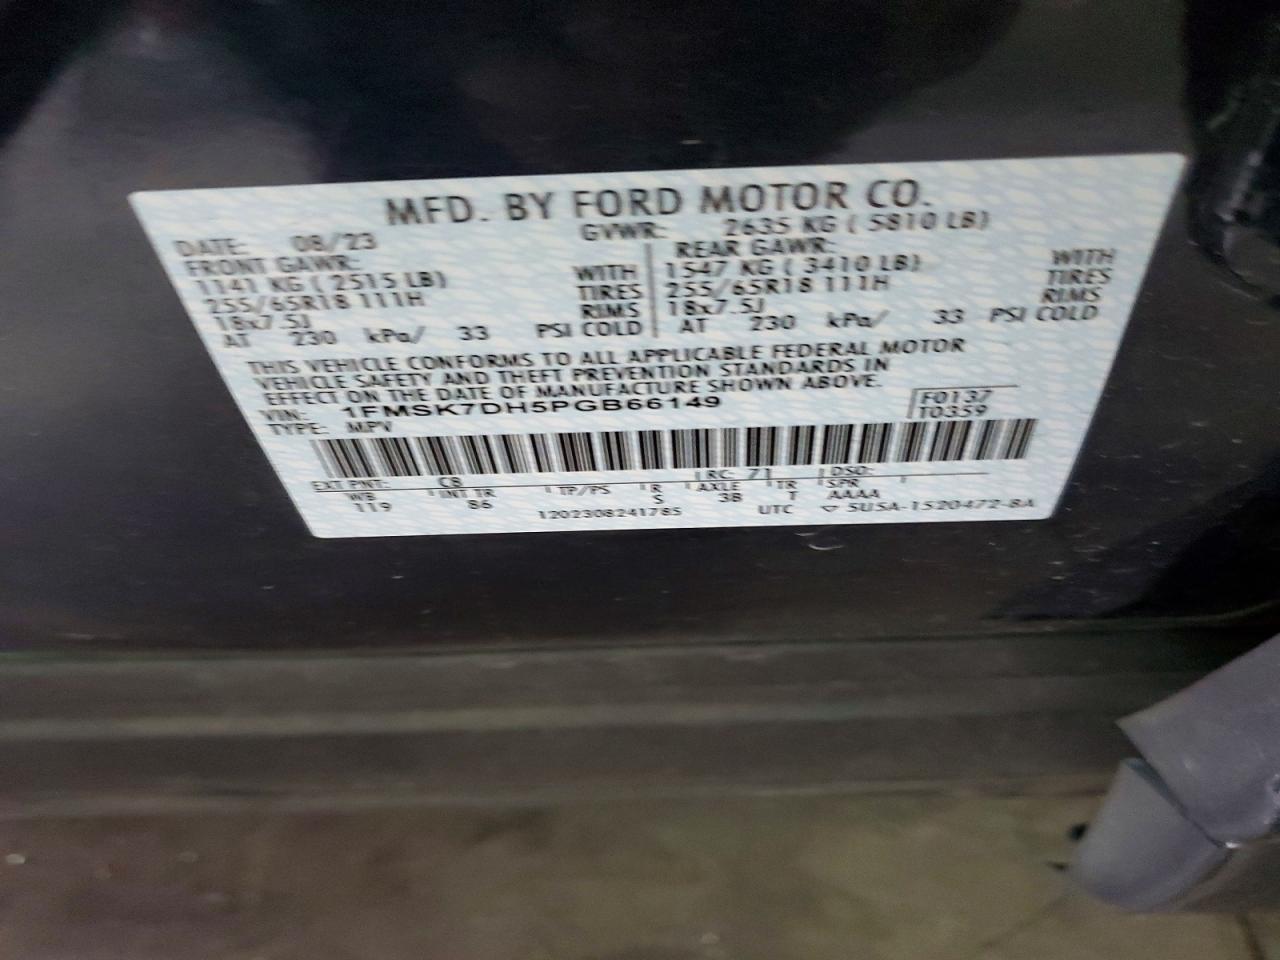 MFD. BY FORD MOTOR CO.
DATE: 08/23 GVWR: 2635 KG ( 5810 LB)
FRONT GAWR: REAR GAWR:
1141 KG ( 2515 LB) WITH 1547 KG ( 3410 LB) WITH
255/65R18 111H TIRES 255/65R18 111H TIRES
18x7.5J RIMS 18x7.5J RIMS
AT 230 kPa/ 33 PSI COLD AT 230 kPa/ 33 PSI COLD
THIS VEHICLE CONFORMS TO ALL APPLICABLE FEDERAL MOTOR
VEHICLE SAFETY AND THEFT PREVENTION STANDARDS IN
EFFECT ON THE DATE OF MANUFACTURE SHOWN ABOVE.
VIN: 1FMSK7DH5PGB66149 F0137
TYPE: MPV T0359
EXT PNT: C8 RC: 71 DSO:
WB INT TR TP/PS R AXLE TR SPR
119 86 S 38 T AAAA
1202308241785 UTC ▽ 5U5A-1520472-8A